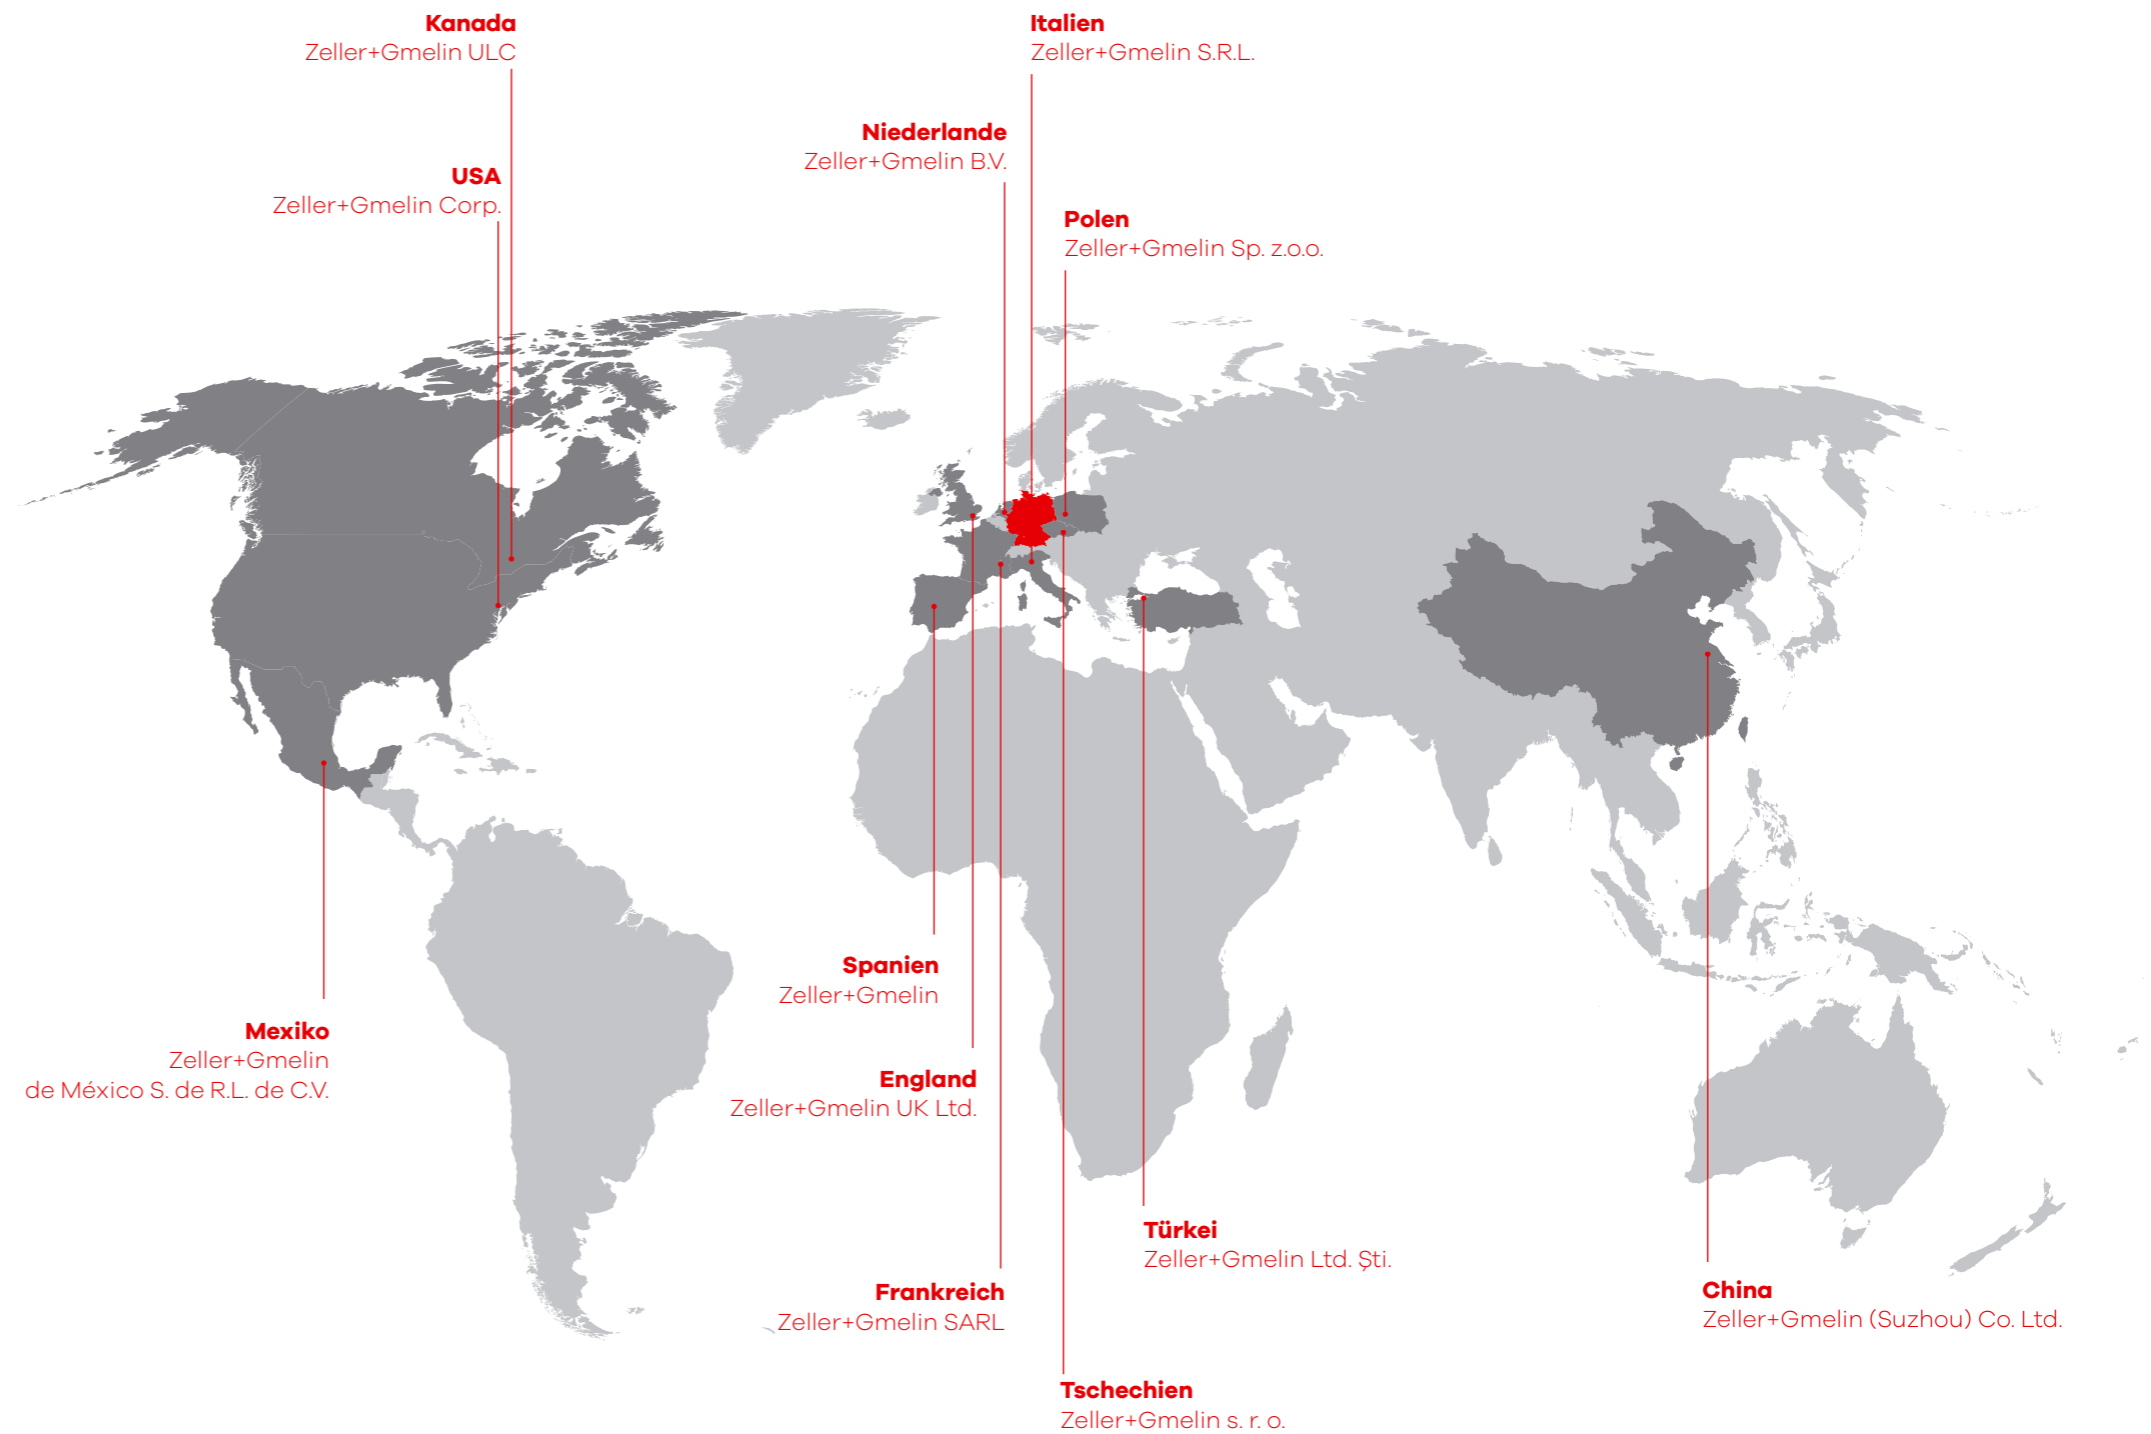 Kanada
Zeller+Gmelin ULC
Italien
Zeller+Gmelin S.R.L.
Niederlande
Zeller+Gmelin B.V.
USA
Zeller+Gmelin Corp.
Polen
Zeller+Gmelin Sp. z.o.o.
Spanien
Zeller+Gmelin
Mexiko
Zeller+Gmelin
de México S. de R.L. de C.V.
England
Zeller+Gmelin UK Ltd.
Türkei
Zeller+Gmelin Ltd. Şti.
Frankreich
Zeller+Gmelin SARL
China
Zeller+Gmelin (Suzhou) Co. Ltd.
Tschechien
Zeller+Gmelin s. r. o.